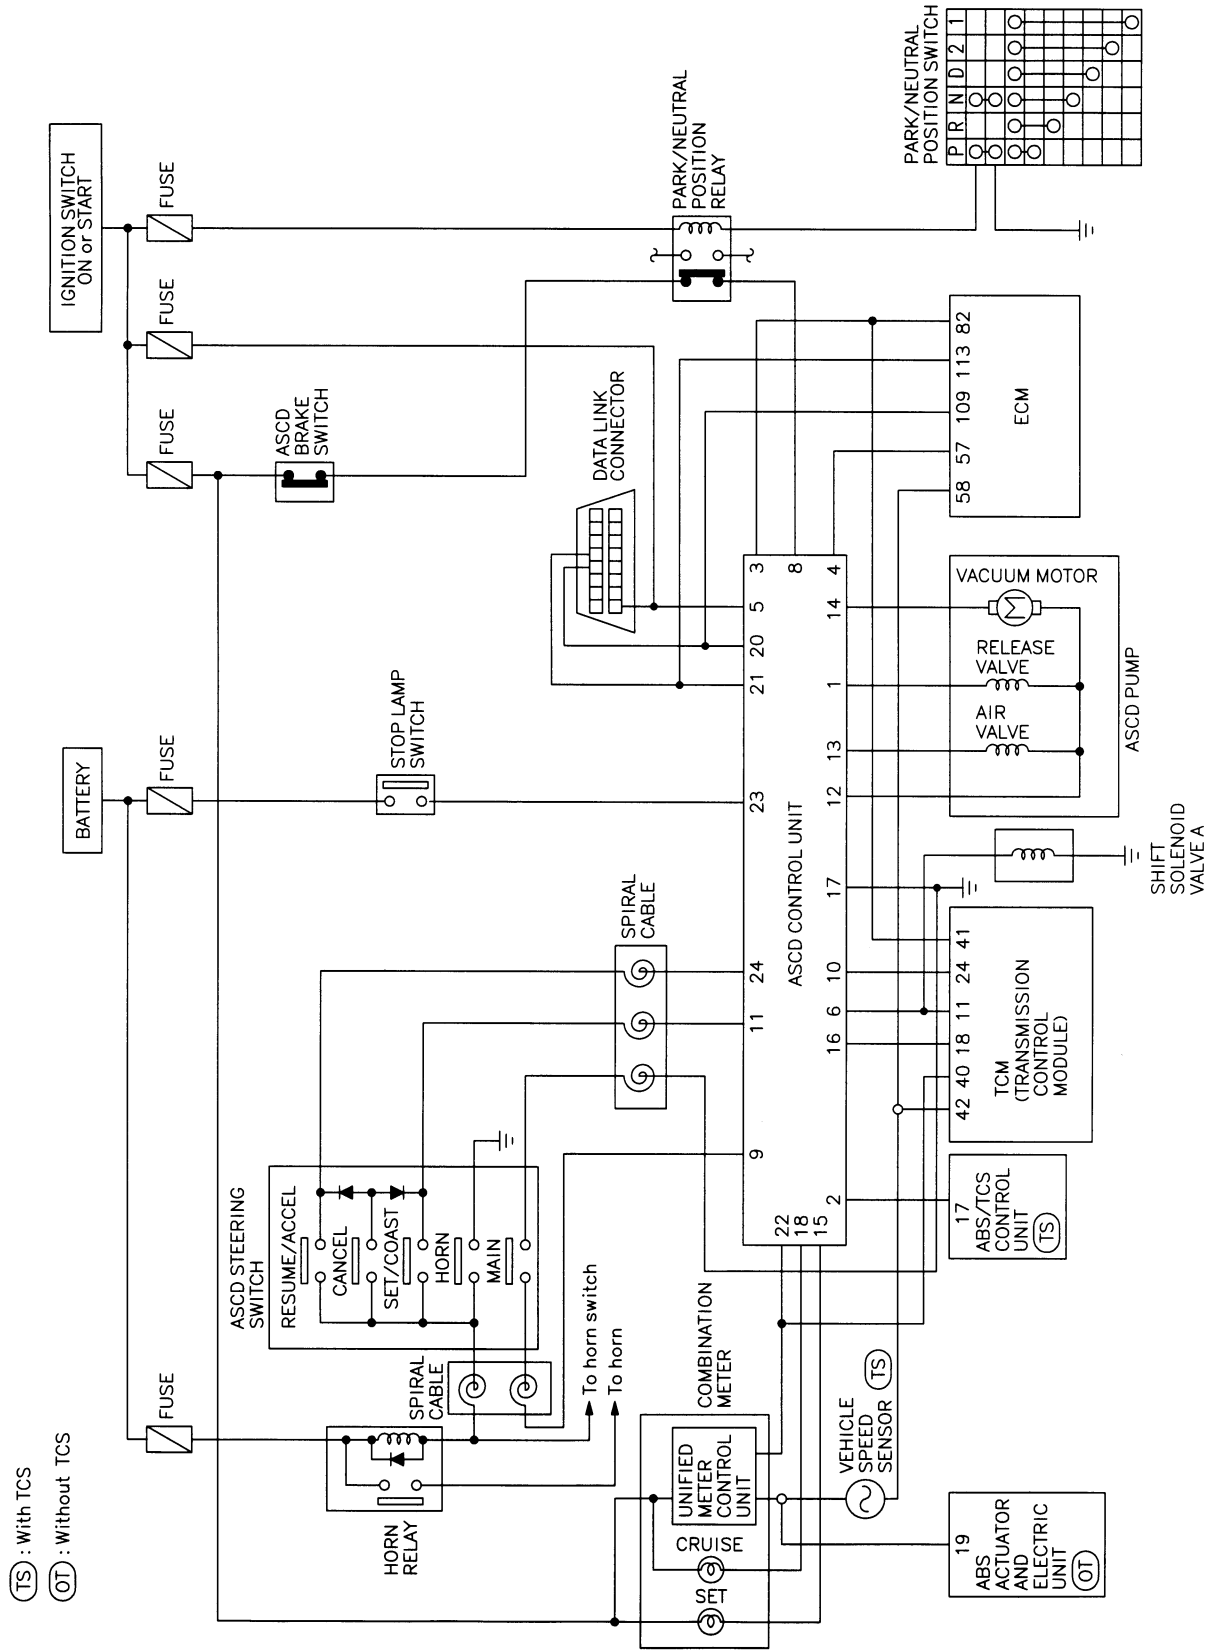 TS : With TCS
OT : Without TCS
BATTERY
IGNITION SWITCH
ON or START
FUSE
FUSE
FUSE
FUSE
FUSE
HORN
RELAY
SPIRAL
CABLE
To horn switch
To horn
ASCD STEERING
SWITCH
RESUME/ACCEL
CANCEL
SET/COAST
HORN
MAIN
STOP LAMP
SWITCH
ASCD
BRAKE
SWITCH
SPIRAL
CABLE
DATA LINK
CONNECTOR
PARK/NEUTRAL
POSITION
RELAY
PARK/NEUTRAL
POSITION SWITCH
P R N D 2 1
COMBINATION
METER
UNIFIED
METER
CONTROL
UNIT
CRUISE
SET
VEHICLE
SPEED
SENSOR TS
ASCD CONTROL UNIT
9 11 24 23 21 20 5 3
8
22
18
15
2 16 6 10 17 12 13 1 14 4
19
ABS
ACTUATOR
AND
ELECTRIC
UNIT
OT
17
ABS/TCS
CONTROL
UNIT
TS
42 40 18 11 24 41
TCM
(TRANSMISSION
CONTROL
MODULE)
SHIFT
SOLENOID
VALVE A
AIR
VALVE
RELEASE
VALVE
VACUUM MOTOR
M
ASCD PUMP
58 57 109 113 82
ECM